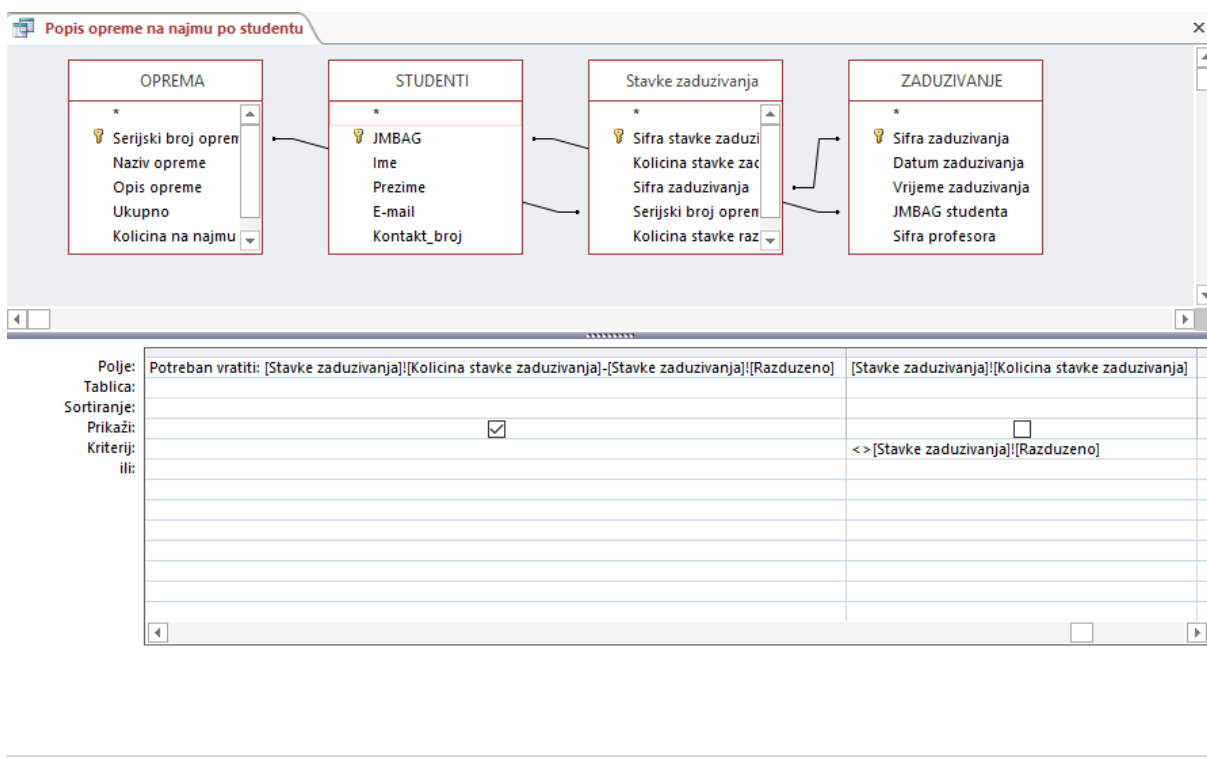 Popis opreme na najmu po studentu
OPREMA
*
Serijski broj oprem
Naziv opreme
Opis opreme
Ukupno
Kolicina na najmu
STUDENTI
*
JMBAG
Ime
Prezime
E-mail
Kontakt_broj
Stavke zaduzivanja
*
Sifra stavke zaduzi
Kolicina stavke zac
Sifra zaduzivanja
Serijski broj oprem
Kolicina stavke raz
ZADUZIVANJE
*
Sifra zaduzivanja
Datum zaduzivanja
Vrijeme zaduzivanja
JMBAG studenta
Sifra profesora
Polje: Potreban vratiti: [Stavke zaduzivanja]![Kolicina stavke zaduzivanja]-[Stavke zaduzivanja]![Razduzeno] [Stavke zaduzivanja]![Kolicina stavke zaduzivanja]
Tablica:
Sortiranje:
Prikaži:
Kriterij: <>[Stavke zaduzivanja]![Razduzeno]
ili: